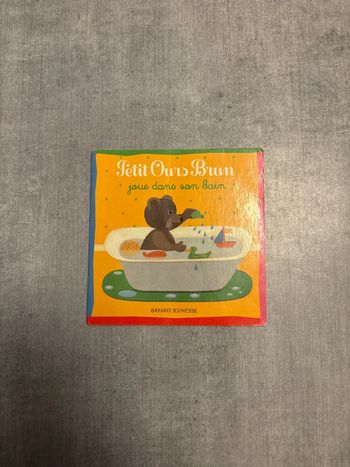 Petit Ours Brun
joue dans son bain
BAYARD JEUNESSE